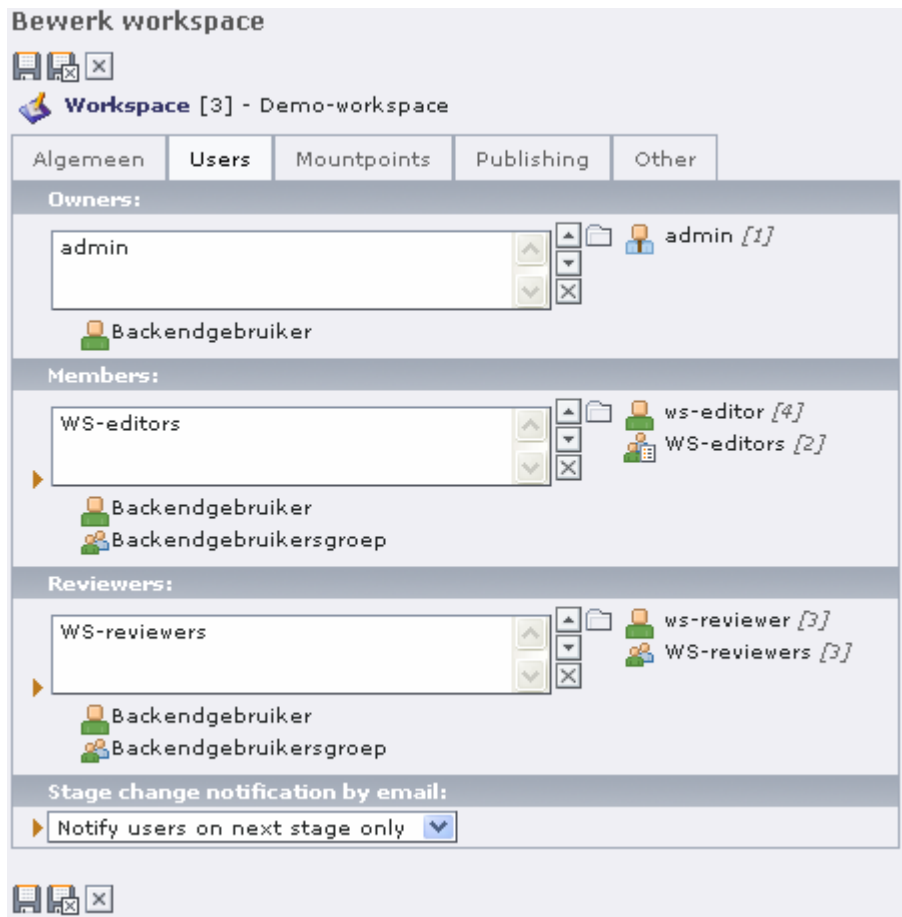 Bewerk workspace
Workspace [3] - Demo-workspace
Algemeen Users Mountpoints Publishing Other
Owners:
admin
admin [1]
Backendgebruiker
Members:
WS-editors
ws-editor [4]
WS-editors [2]
Backendgebruiker
Backendgebruikersgroep
Reviewers:
WS-reviewers
ws-reviewer [3]
WS-reviewers [3]
Backendgebruiker
Backendgebruikersgroep
Stage change notification by email:
Notify users on next stage only